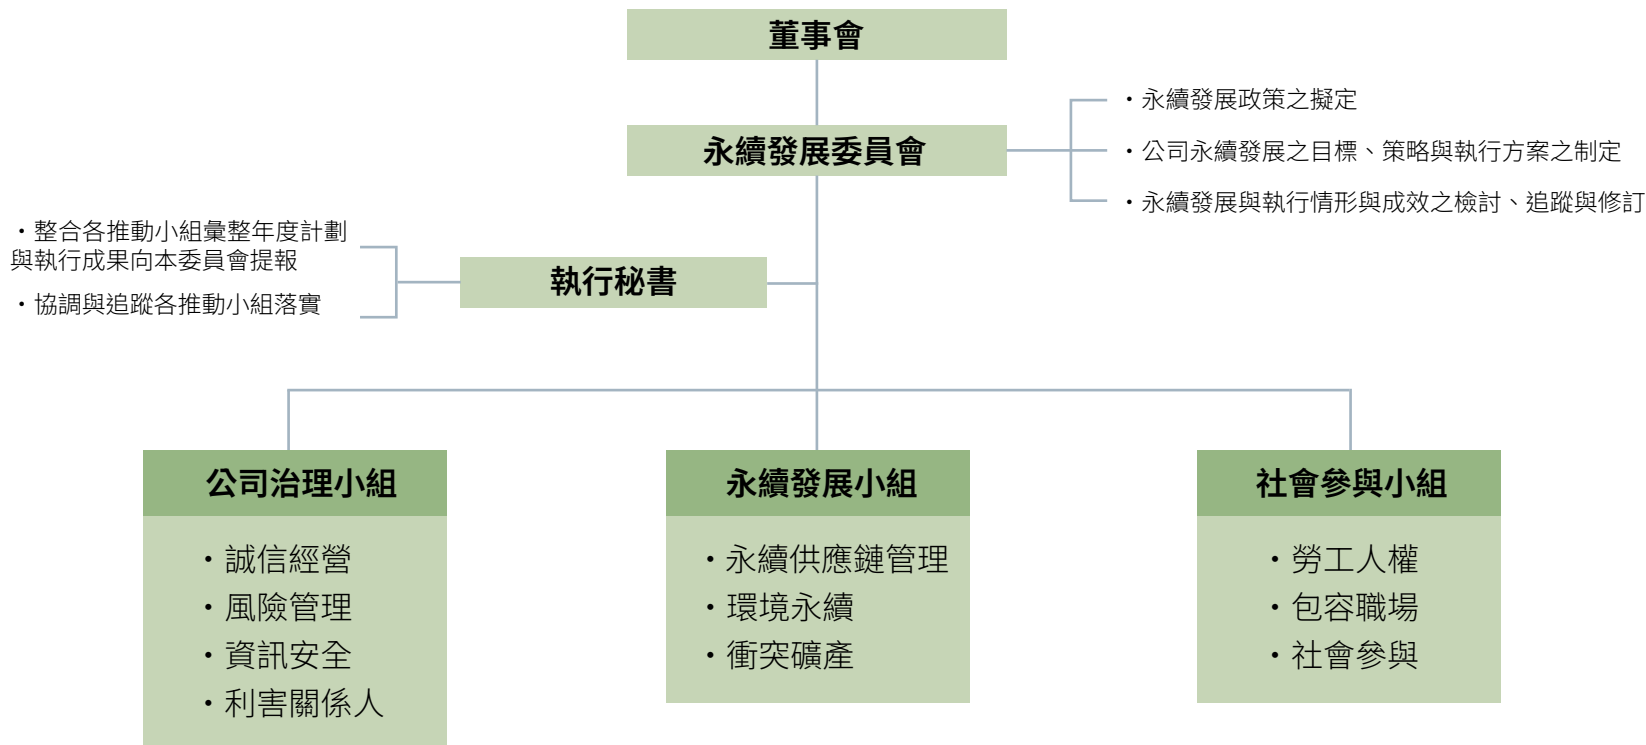 董事會
永續發展委員會
・永續發展政策之擬定
・公司永續發展之目標、策略與執行方案之制定
・永續發展與執行情形與成效之檢討、追蹤與修訂
・整合各推動小組彙整年度計劃
與執行成果向本委員會提報
・協調與追蹤各推動小組落實
執行秘書
公司治理小組
・誠信經營
・風險管理
・資訊安全
・利害關係人
永續發展小組
・永續供應鏈管理
・環境永續
・衝突礦產
社會參與小組
・勞工人權
・包容職場
・社會參與